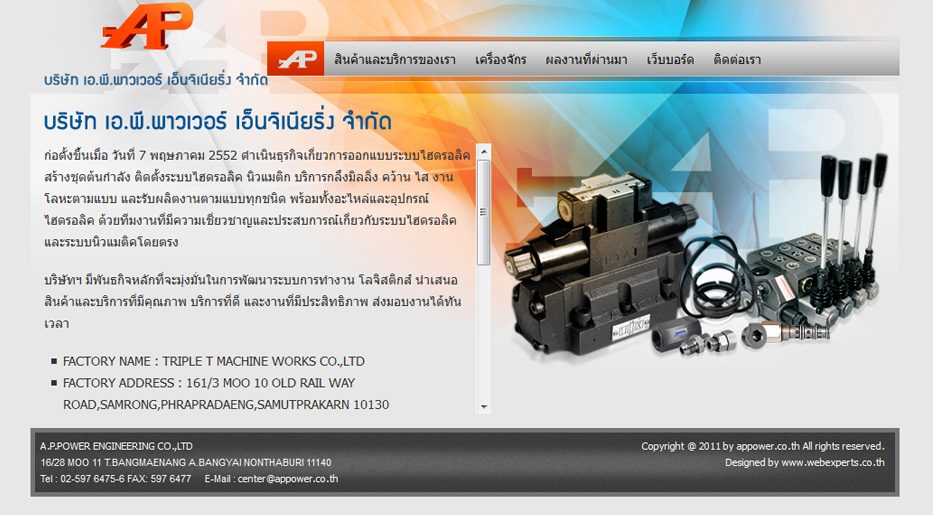 AP
บริษัท เอ.พี.พาวเวอร์ เอ็นจิเนียริ่ง จำกัด
AP
สินค้าและบริการของเรา เครื่องจักร ผลงานที่ผ่านมา เว็บบอร์ด ติดต่อเรา
บริษัท เอ.พี.พาวเวอร์ เอ็นจิเนียริ่ง จำกัด
ก่อตั้งขึ้นเมื่อ วันที่ 7 พฤษภาคม 2552 ดำเนินธุรกิจเกี่ยวการออกแบบระบบไฮดรอลิค
สร้างชุดต้นกำลัง ติดตั้งระบบไฮดรอลิค นิวแมติก บริการกลึงมิลลิ่ง คว้าน ไส งาน
โลหะตามแบบ และรับผลิตงานตามแบบทุกชนิด พร้อมทั้งอะไหล่และอุปกรณ์
ไฮดรอลิค ด้วยทีมงานที่มีความเชี่ยวชาญและประสบการณ์เกี่ยวกับระบบไฮดรอลิค
และระบบนิวแมติคโดยตรง
บริษัทฯ มีพันธกิจหลักที่จะมุ่งมั่นในการพัฒนาระบบการทำงาน โลจิสติกส์ นำเสนอ
สินค้าและบริการที่มีคุณภาพ บริการที่ดี และงานที่มีประสิทธิภาพ ส่งมอบงานได้ทัน
เวลา
FACTORY NAME : TRIPLE T MACHINE WORKS CO.,LTD
FACTORY ADDRESS : 161/3 MOO 10 OLD RAIL WAY
ROAD,SAMRONG,PHRAPRADAENG,SAMUTPRAKARN 10130
A.P.POWER ENGINEERING CO.,LTD
16/28 MOO 11 T.BANGMAENANG A.BANGYAI NONTHABURI 11140
Tel : 02-597 6475-6 FAX: 597 6477 E-Mail : center@appower.co.th
Copyright @ 2011 by appower.co.th All rights reserved.
Designed by www.webexperts.co.th